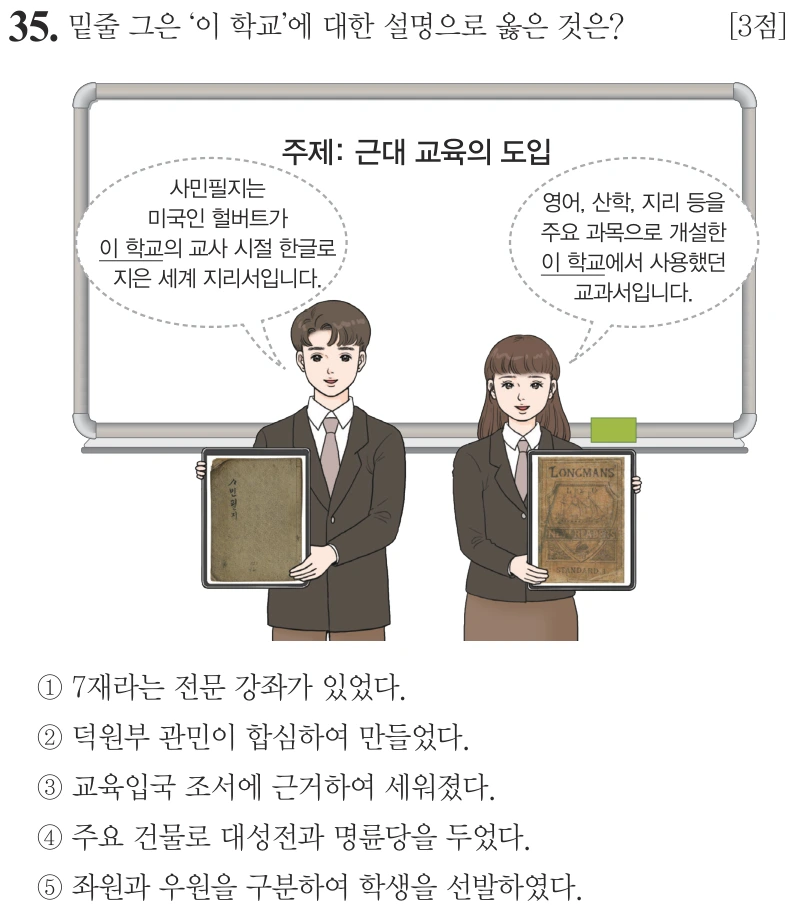 35. 밑줄 그은 ‘이 학교’에 대한 설명으로 옳은 것은? [3점]
주제: 근대 교육의 도입
사민필지는
미국인 헐버트가
이 학교의 교사 시절 한글로
지은 세계 지리서입니다.
영어, 산학, 지리 등을
주요 과목으로 개설한
이 학교에서 사용했던
교과서입니다.
사민필지
LONGMANS'
STANDARD I.
① 7재라는 전문 강좌가 있었다.
② 덕원부 관민이 합심하여 만들었다.
③ 교육입국 조서에 근거하여 세워졌다.
④ 주요 건물로 대성전과 명륜당을 두었다.
⑤ 좌원과 우원을 구분하여 학생을 선발하였다.